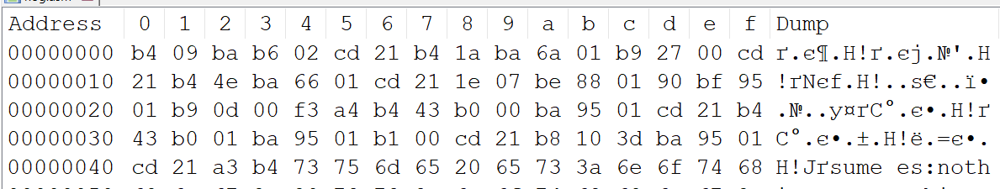 Address 0 1 2 3 4 5 6 7 8 9 a b c d e f Dump
00000000 b4 09 ba b6 02 cd 21 b4 1a ba 6a 01 b9 27 00 cd ґ.є¶.Н!ґ.єj.№'.Н
00000010 21 b4 4e ba 66 01 cd 21 1e 07 be 88 01 90 bf 95 !ґNєf.Н!..ѕ€..ї•
00000020 01 b9 0d 00 f3 a4 b4 43 b0 00 ba 95 01 cd 21 b4 .№..у¤ґC°.є•.Н!ґ
00000030 43 b0 01 ba 95 01 b1 00 cd 21 b8 10 3d ba 95 01 C°.є•.±.Н!ё.=є•.
00000040 cd 21 a3 b4 73 75 6d 65 20 65 73 3a 6e 6f 74 68 Н!Јґsume es:noth